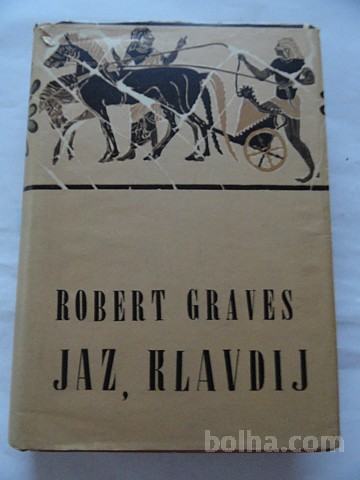 ROBERT GRAVES
JAZ, KLAVDIJ
bolha.com